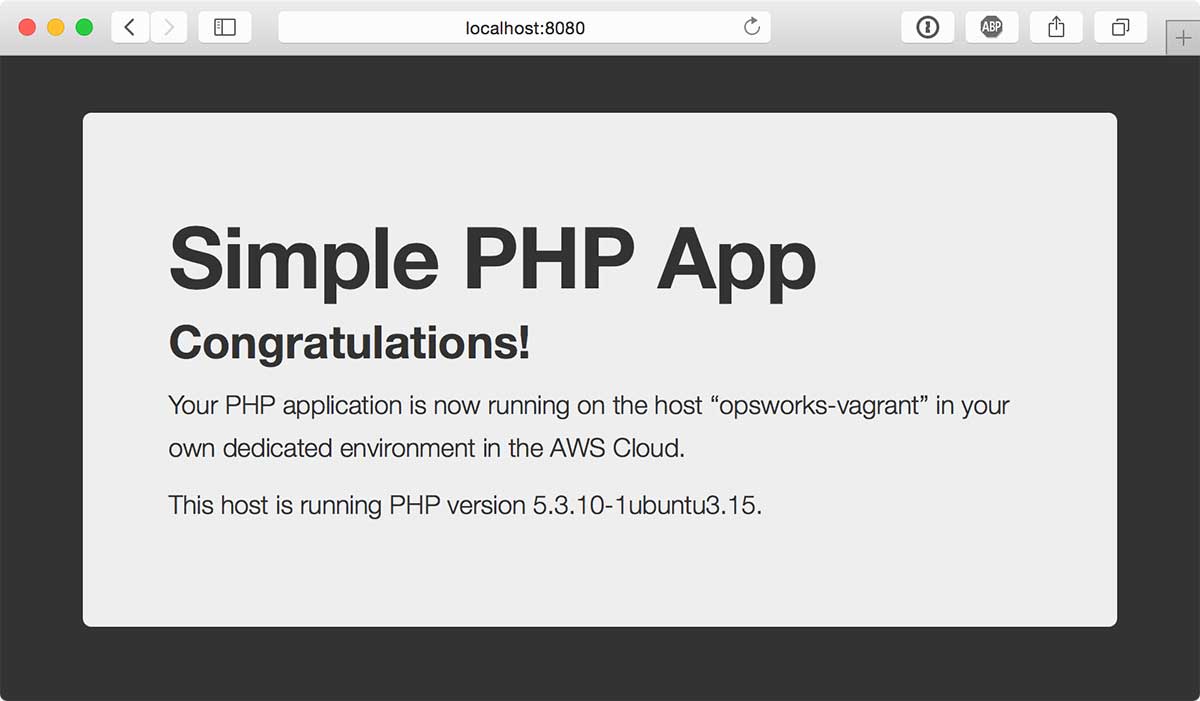 localhost:8080
ABP
Simple PHP App
Congratulations!
Your PHP application is now running on the host “opsworks-vagrant” in your
own dedicated environment in the AWS Cloud.
This host is running PHP version 5.3.10-1ubuntu3.15.